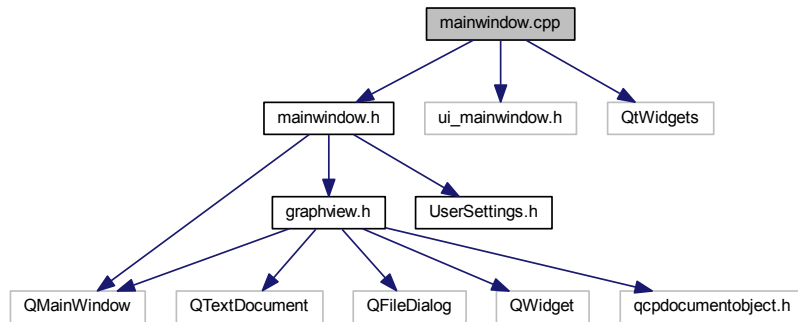 mainwindow.cpp
mainwindow.h
ui_mainwindow.h
QtWidgets
graphview.h
UserSettings.h
QMainWindow
QTextDocument
QFileDialog
QWidget
qcpdocumentobject.h